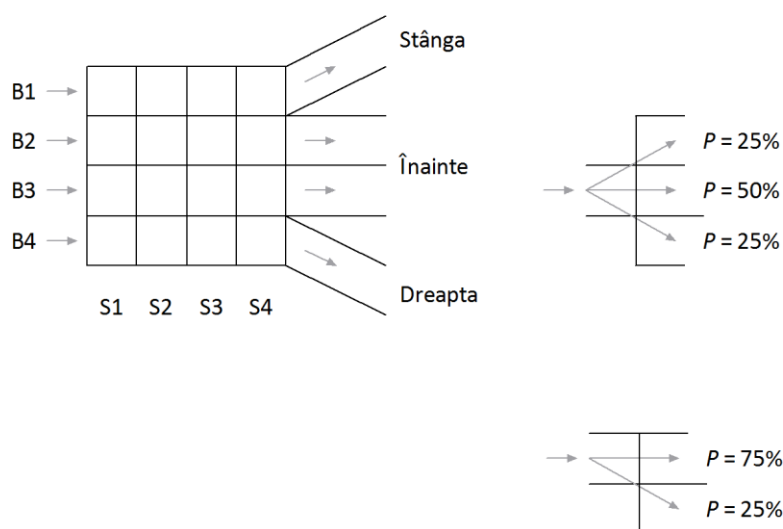 Stânga
B1
B2
B3
B4
Înainte
Dreapta
S1 S2 S3 S4
P = 25%
P = 50%
P = 25%
P = 75%
P = 25%